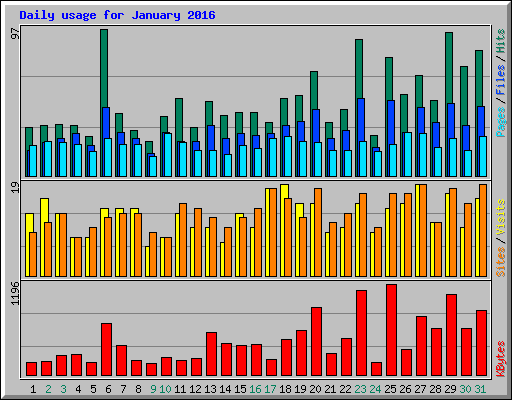 Daily usage for January 2016
97
Pages / Files / Hits
19
Sites / Visits
1196
KBytes
1 2 3 4 5 6 7 8 9 10 11 12 13 14 15 16 17 18 19 20 21 22 23 24 25 26 27 28 29 30 31